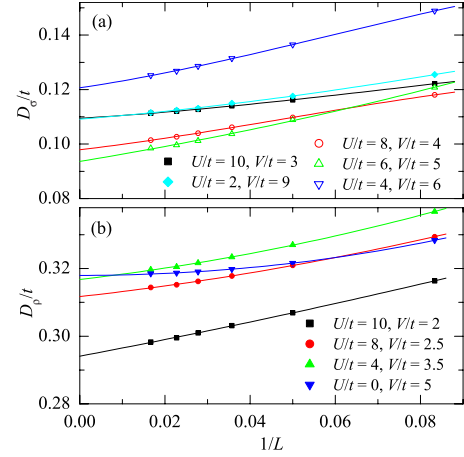 (a)
0.14
0.12
0.10
0.08
D_σ/t
U/t = 10, V/t = 3
U/t = 2, V/t = 9
U/t = 8, V/t = 4
U/t = 6, V/t = 5
U/t = 4, V/t = 6
(b)
0.32
0.30
0.28
D_ρ/t
U/t = 10, V/t = 2
U/t = 8, V/t = 2.5
U/t = 4, V/t = 3.5
U/t = 0, V/t = 5
0.00 0.02 0.04 0.06 0.08
1/L